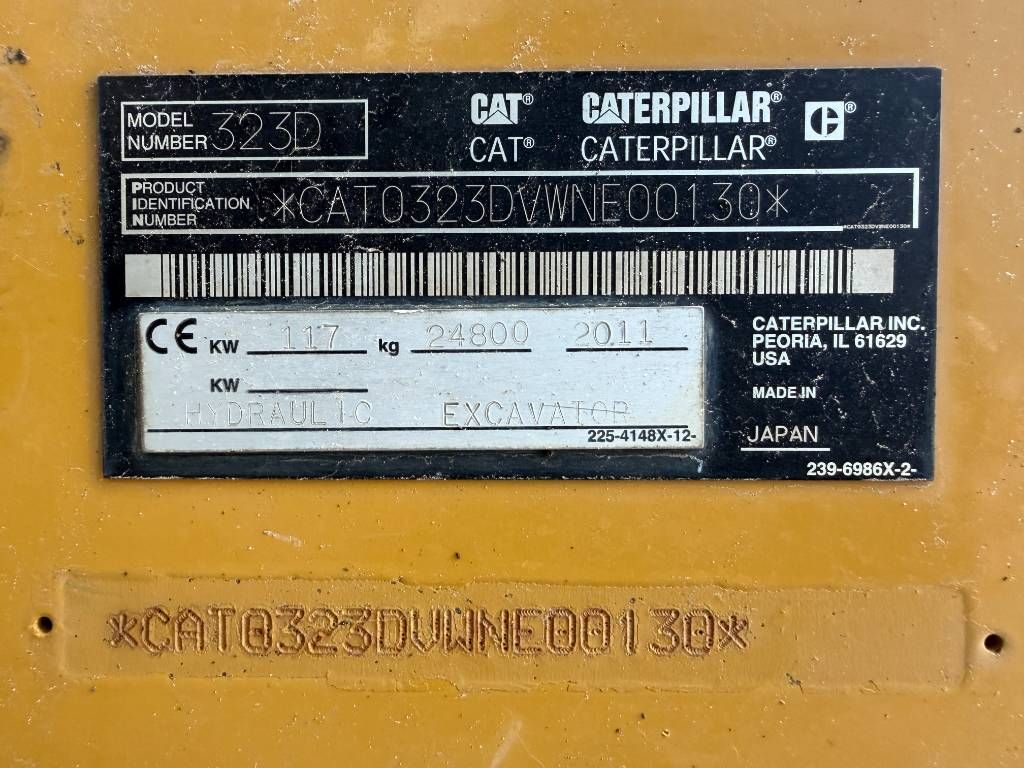 MODEL NUMBER 323D
CAT® CATERPILLAR® ®
CAT® CATERPILLAR®
PRODUCT IDENTIFICATION NUMBER *CAT0323DVWNE00130*
*CAT0323DVWNE00130*
CE KW 117 kg 24800 2011
KW
HYDRAULIC EXCAVATOR
225-4148X-12-
CATERPILLAR INC.
PEORIA, IL 61629
USA
MADE IN
JAPAN
239-6986X-2-
*CAT0323DVWNE00130*